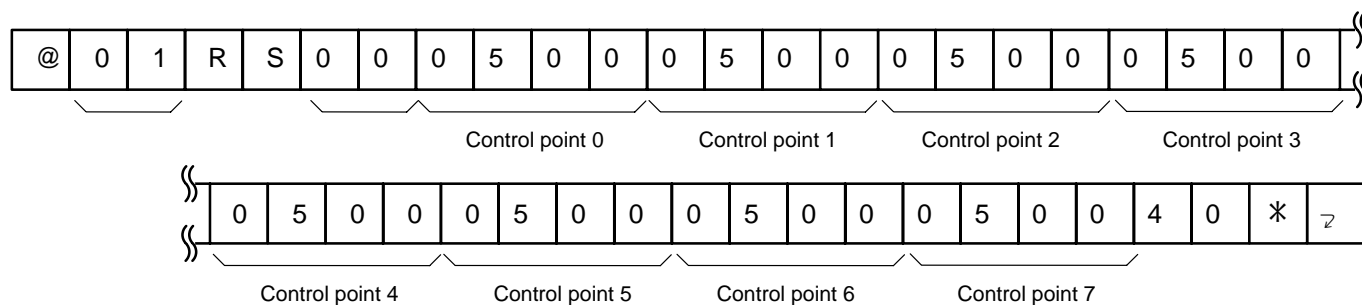 @ 0 1 R S 0 0 0 5 0 0 0 5 0 0 0 5 0 0 0 5 0 0
Control point 0 Control point 1 Control point 2 Control point 3
0 5 0 0 0 5 0 0 0 5 0 0 0 5 0 0 4 0 *
Control point 4 Control point 5 Control point 6 Control point 7